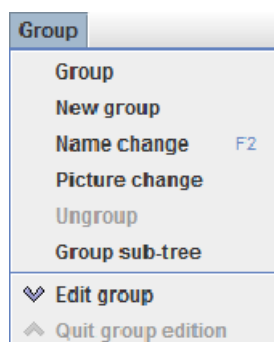 Group
Group
New group
Name change F2
Picture change
Ungroup
Group sub-tree
Edit group
Quit group edition